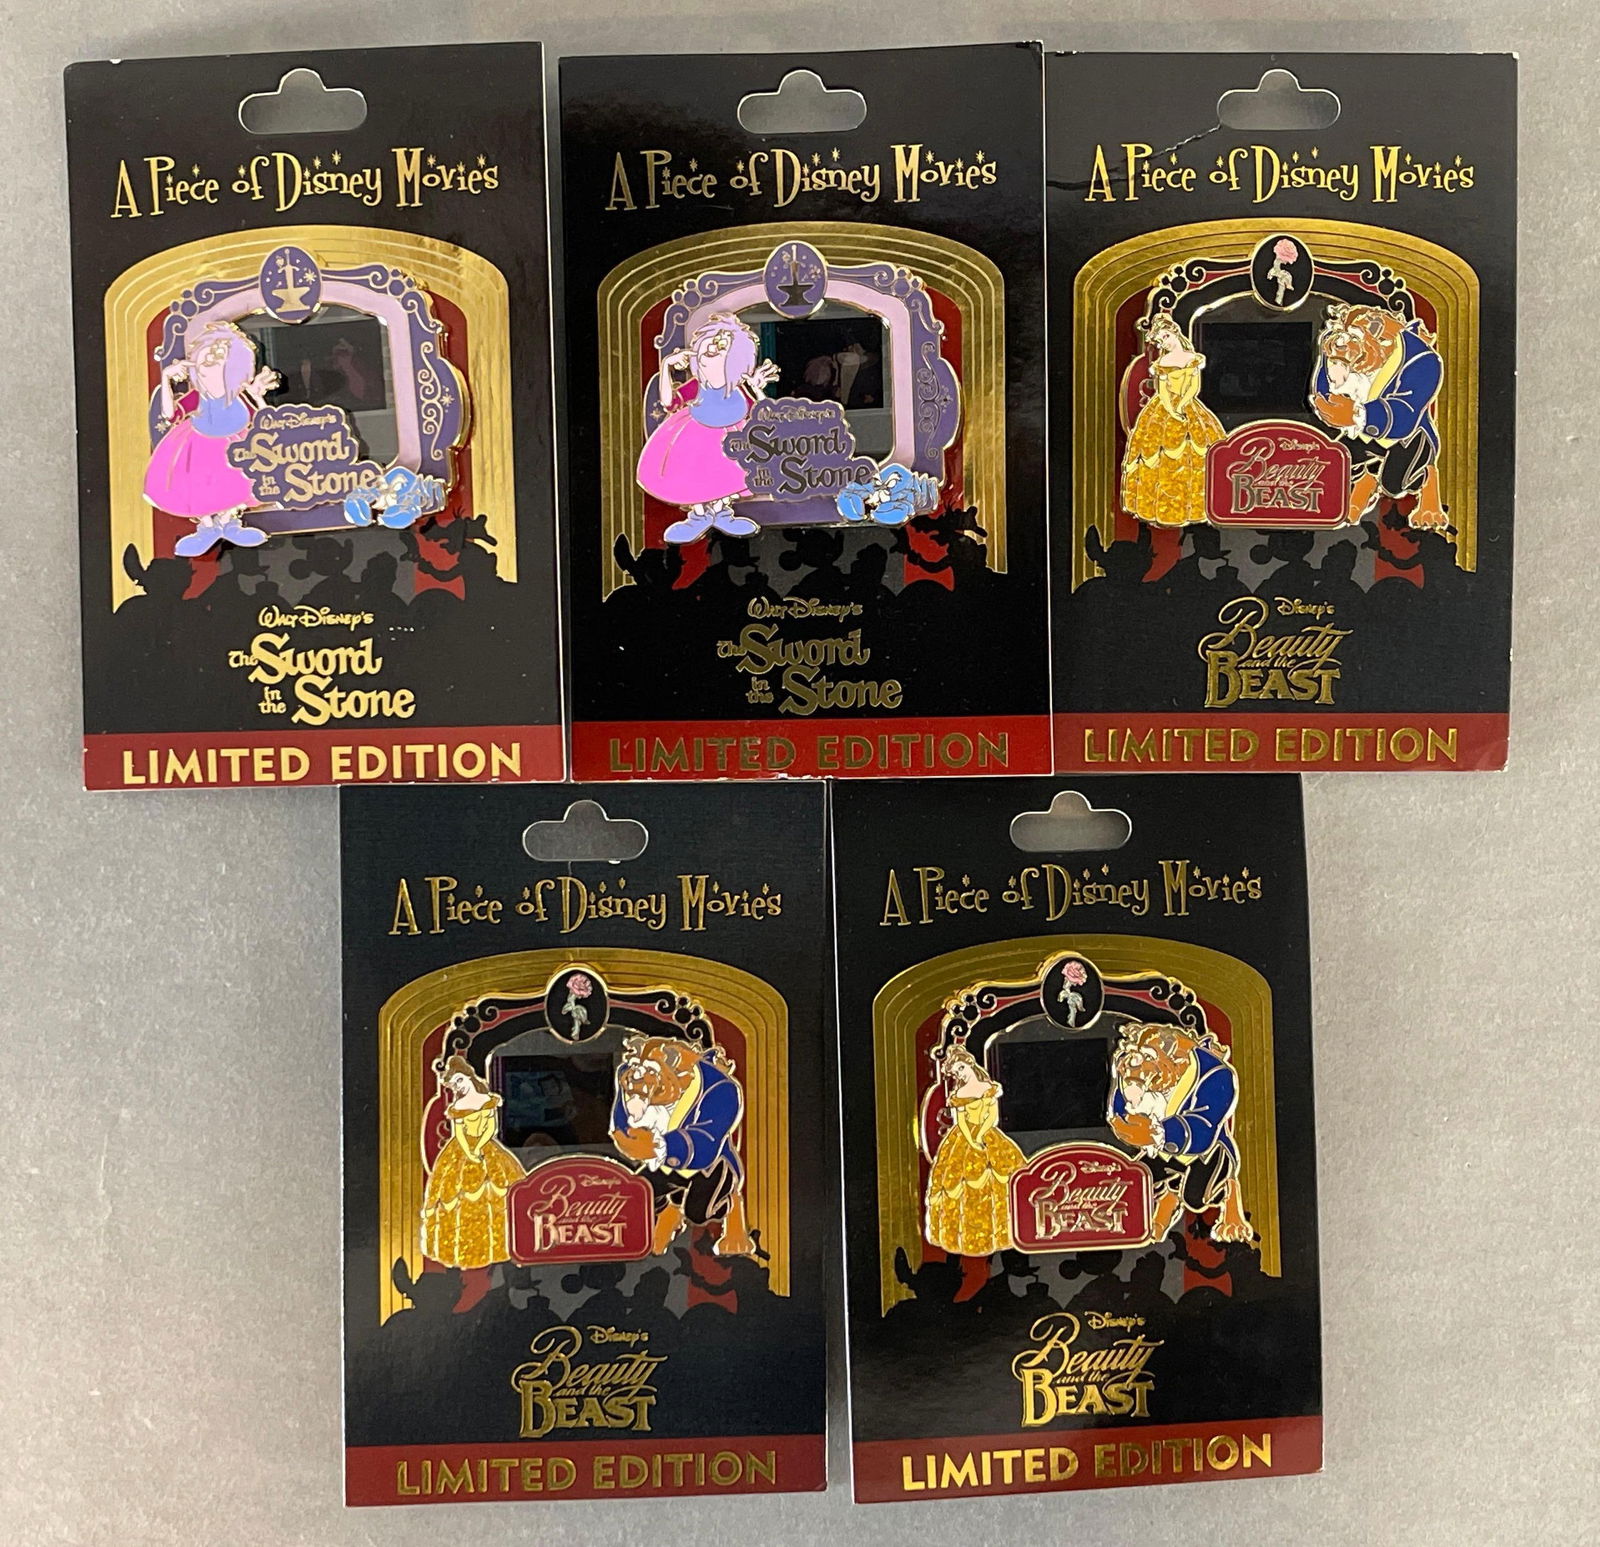 A Piece of Disney Movies
Walt Disney's
The Sword
in the Stone
Walt Disney's
The Sword
in the Stone
LIMITED EDITION
A Piece of Disney Movies
Walt Disney's
The Sword
in the Stone
Walt Disney's
The Sword
in the Stone
LIMITED EDITION
A Piece of Disney Movies
Disney's
Beauty
and the
BEAST
Disney's
Beauty
and the
BEAST
LIMITED EDITION
A Piece of Disney Movies
Disney's
Beauty
and the
BEAST
Disney's
Beauty
and the
BEAST
LIMITED EDITION
A Piece of Disney Movies
Disney's
Beauty
and the
BEAST
Disney's
Beauty
and the
BEAST
LIMITED EDITION